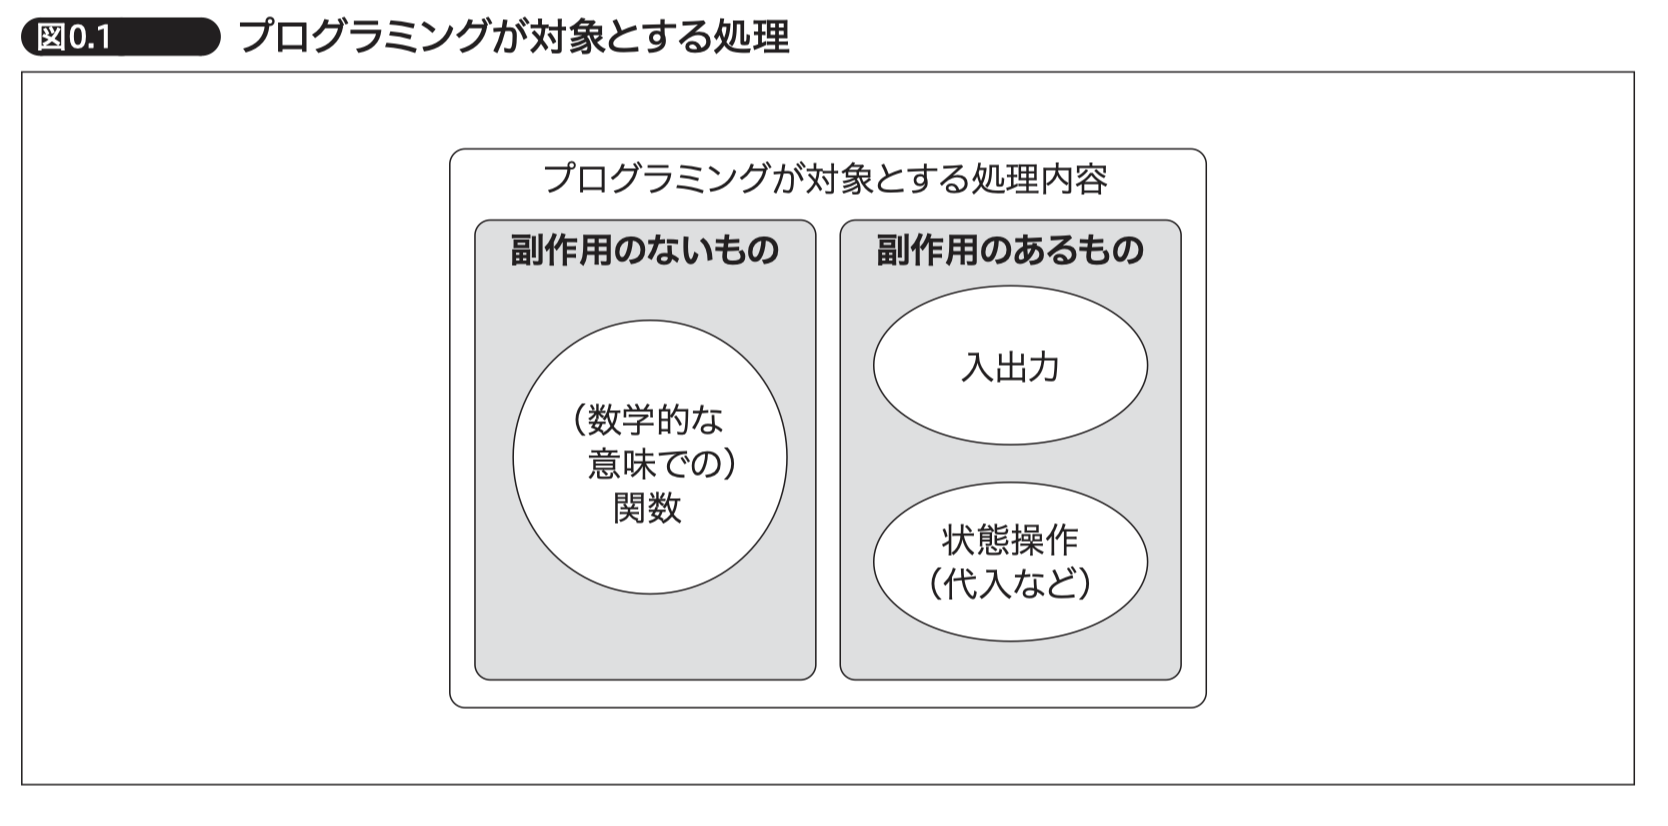 図0.1
プログラミングが対象とする処理
プログラミングが対象とする処理内容
副作用のないもの
(数学的な
意味での)
関数
副作用のあるもの
入出力
状態操作
(代入など)